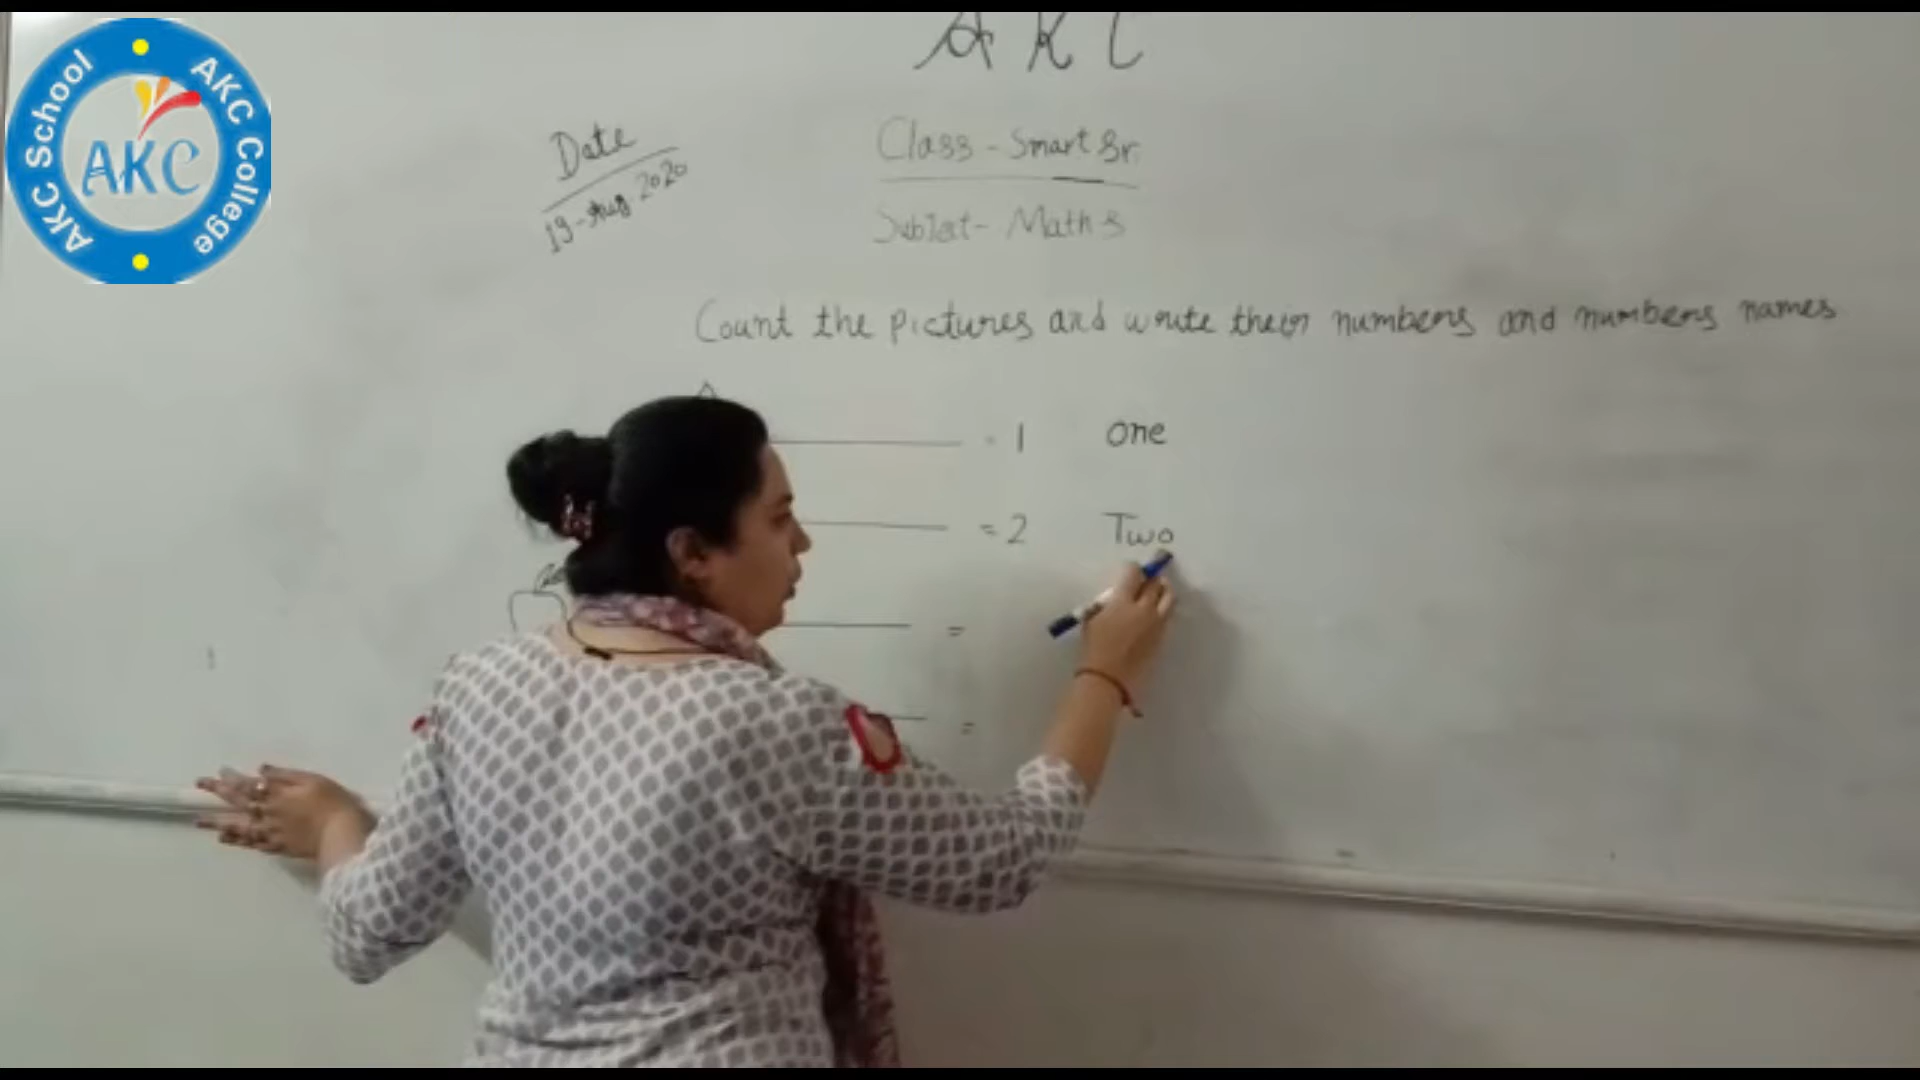 AKC School
AKC College
AKC
A K C
Date
19-Aug 2020
Class - Smart Sr.
Subject - Maths
Count the pictures and write their numbers and numbers names
- 1 one
= 2 Two
=
=